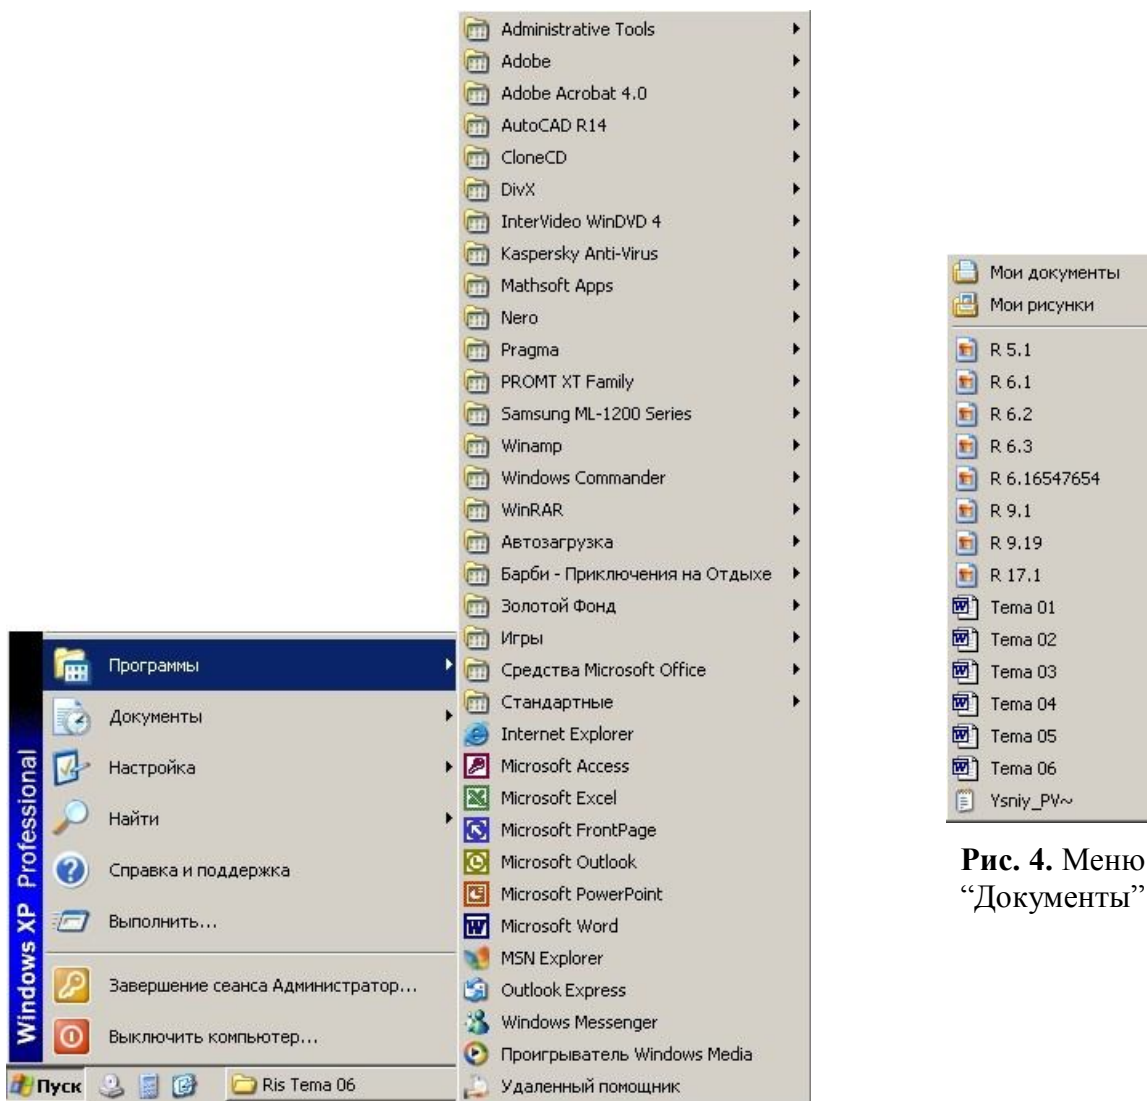 Administrative Tools
Adobe
Adobe Acrobat 4.0
AutoCAD R14
CloneCD
DivX
InterVideo WinDVD 4
Kaspersky Anti-Virus
Mathsoft Apps
Nero
Pragma
PROMT XT Family
Samsung ML-1200 Series
Winamp
Windows Commander
WinRAR
Автозагрузка
Барби - Приключения на Отдыхе
Золотой Фонд
Игры
Средства Microsoft Office
Стандартные
Internet Explorer
Microsoft Access
Microsoft Excel
Microsoft FrontPage
Microsoft Outlook
Microsoft PowerPoint
Microsoft Word
MSN Explorer
Outlook Express
Windows Messenger
Проигрыватель Windows Media
Удаленный помощник
Windows XP Professional
Программы
Документы
Настройка
Найти
Справка и поддержка
Выполнить...
Завершение сеанса Администратор...
Выключить компьютер...
Пуск
Ris Tema 06
Мои документы
Мои рисунки
R 5.1
R 6.1
R 6.2
R 6.3
R 6.16547654
R 9.1
R 9.19
R 17.1
Tema 01
Tema 02
Tema 03
Tema 04
Tema 05
Tema 06
Ysniy_PV~
Рис. 4. Меню
“Документы”